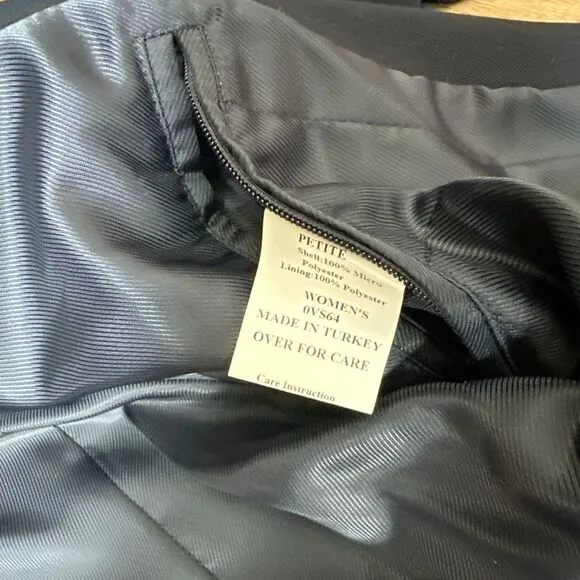 PETITE
Shell:100% Micro
Polyester
Lining:100% Polyester
WOMEN'S
0VS64
MADE IN TURKEY
OVER FOR CARE
Care Instruction